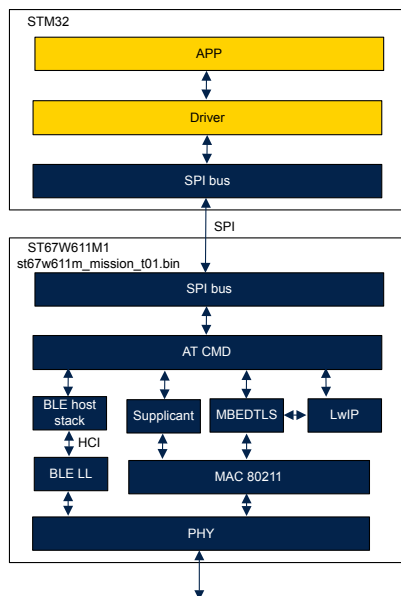 STM32
APP
Driver
SPI bus
SPI
ST67W611M1
st67w611m_mission_t01.bin
SPI bus
AT CMD
BLE host
stack
Supplicant
MBEDTLS
LwIP
HCI
BLE LL
MAC 80211
PHY